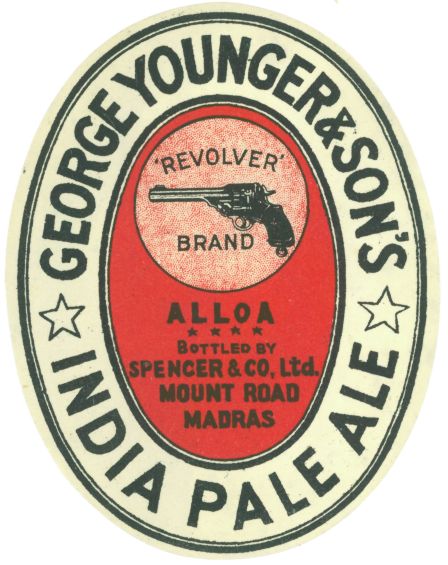 GEORGE YOUNGER & SON'S
'REVOLVER'
BRAND
ALLOA
BOTTLED BY
SPENCER & CO, Ltd.
MOUNT ROAD
MADRAS
INDIA PALE ALE